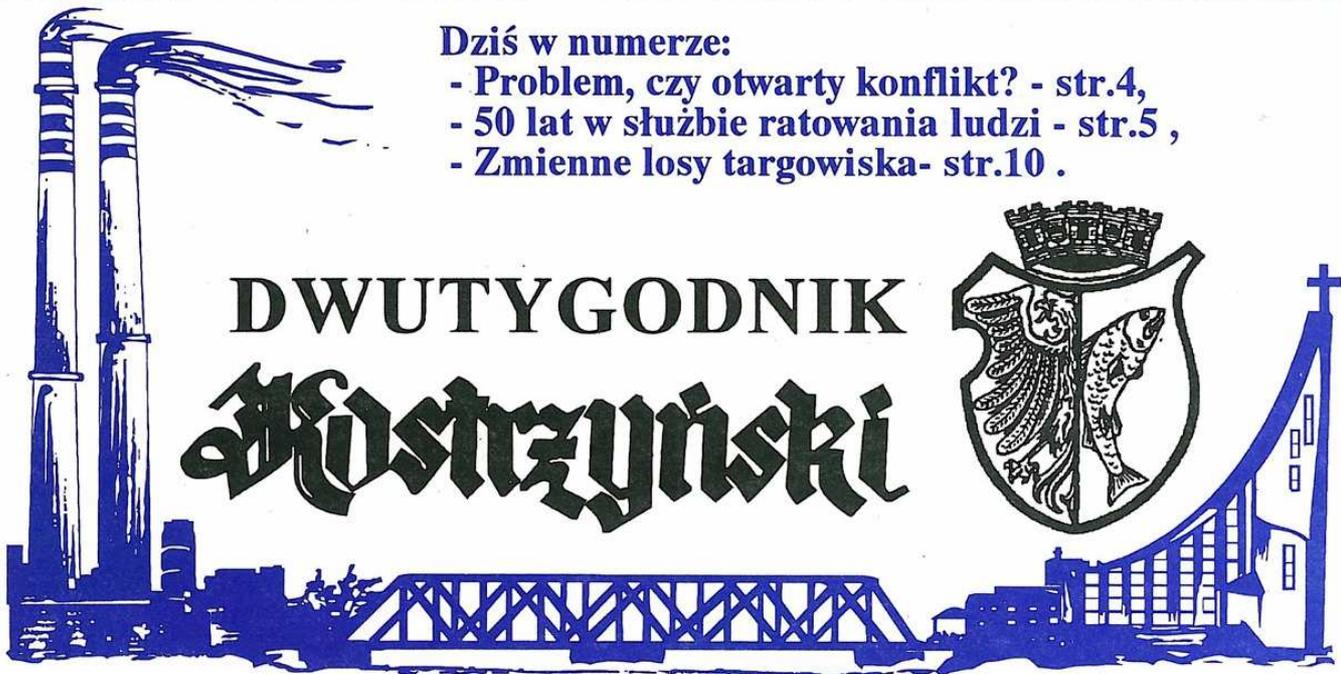 Dziś w numerze:
- Problem, czy otwarty konflikt? - str.4,
- 50 lat w służbie ratowania ludzi - str.5 ,
- Zmienne losy targowiska- str.10 .
DWUTYGODNIK
Kostrzyński